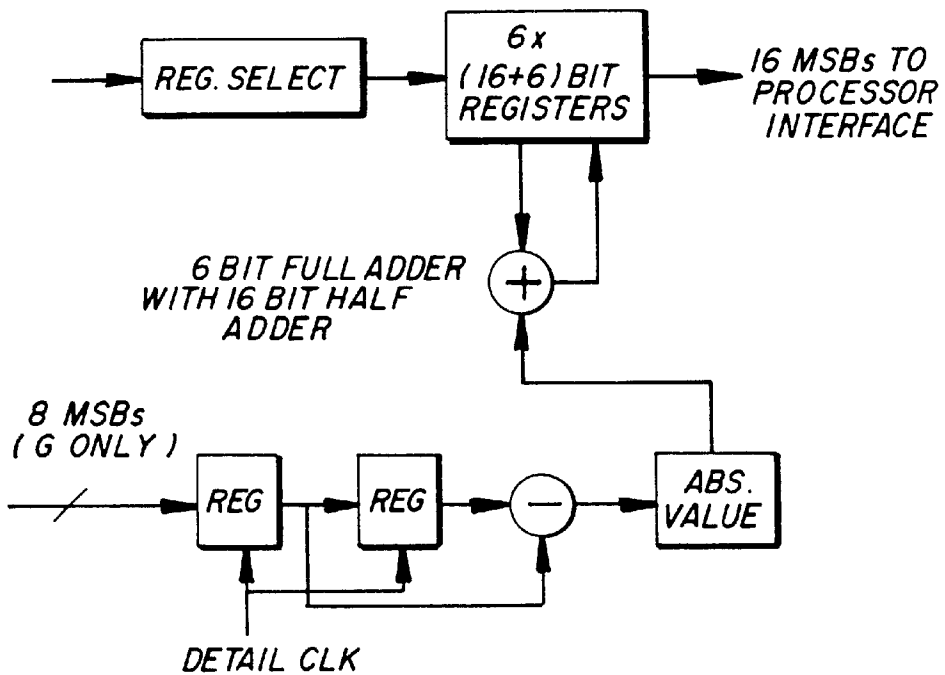 REG. SELECT
6x
(16+6) BIT
REGISTERS
16 MSBs TO
PROCESSOR
INTERFACE
6 BIT FULL ADDER
WITH 16 BIT HALF
ADDER
+
8 MSBs
( G ONLY )
REG
REG
−
ABS.
VALUE
DETAIL CLK